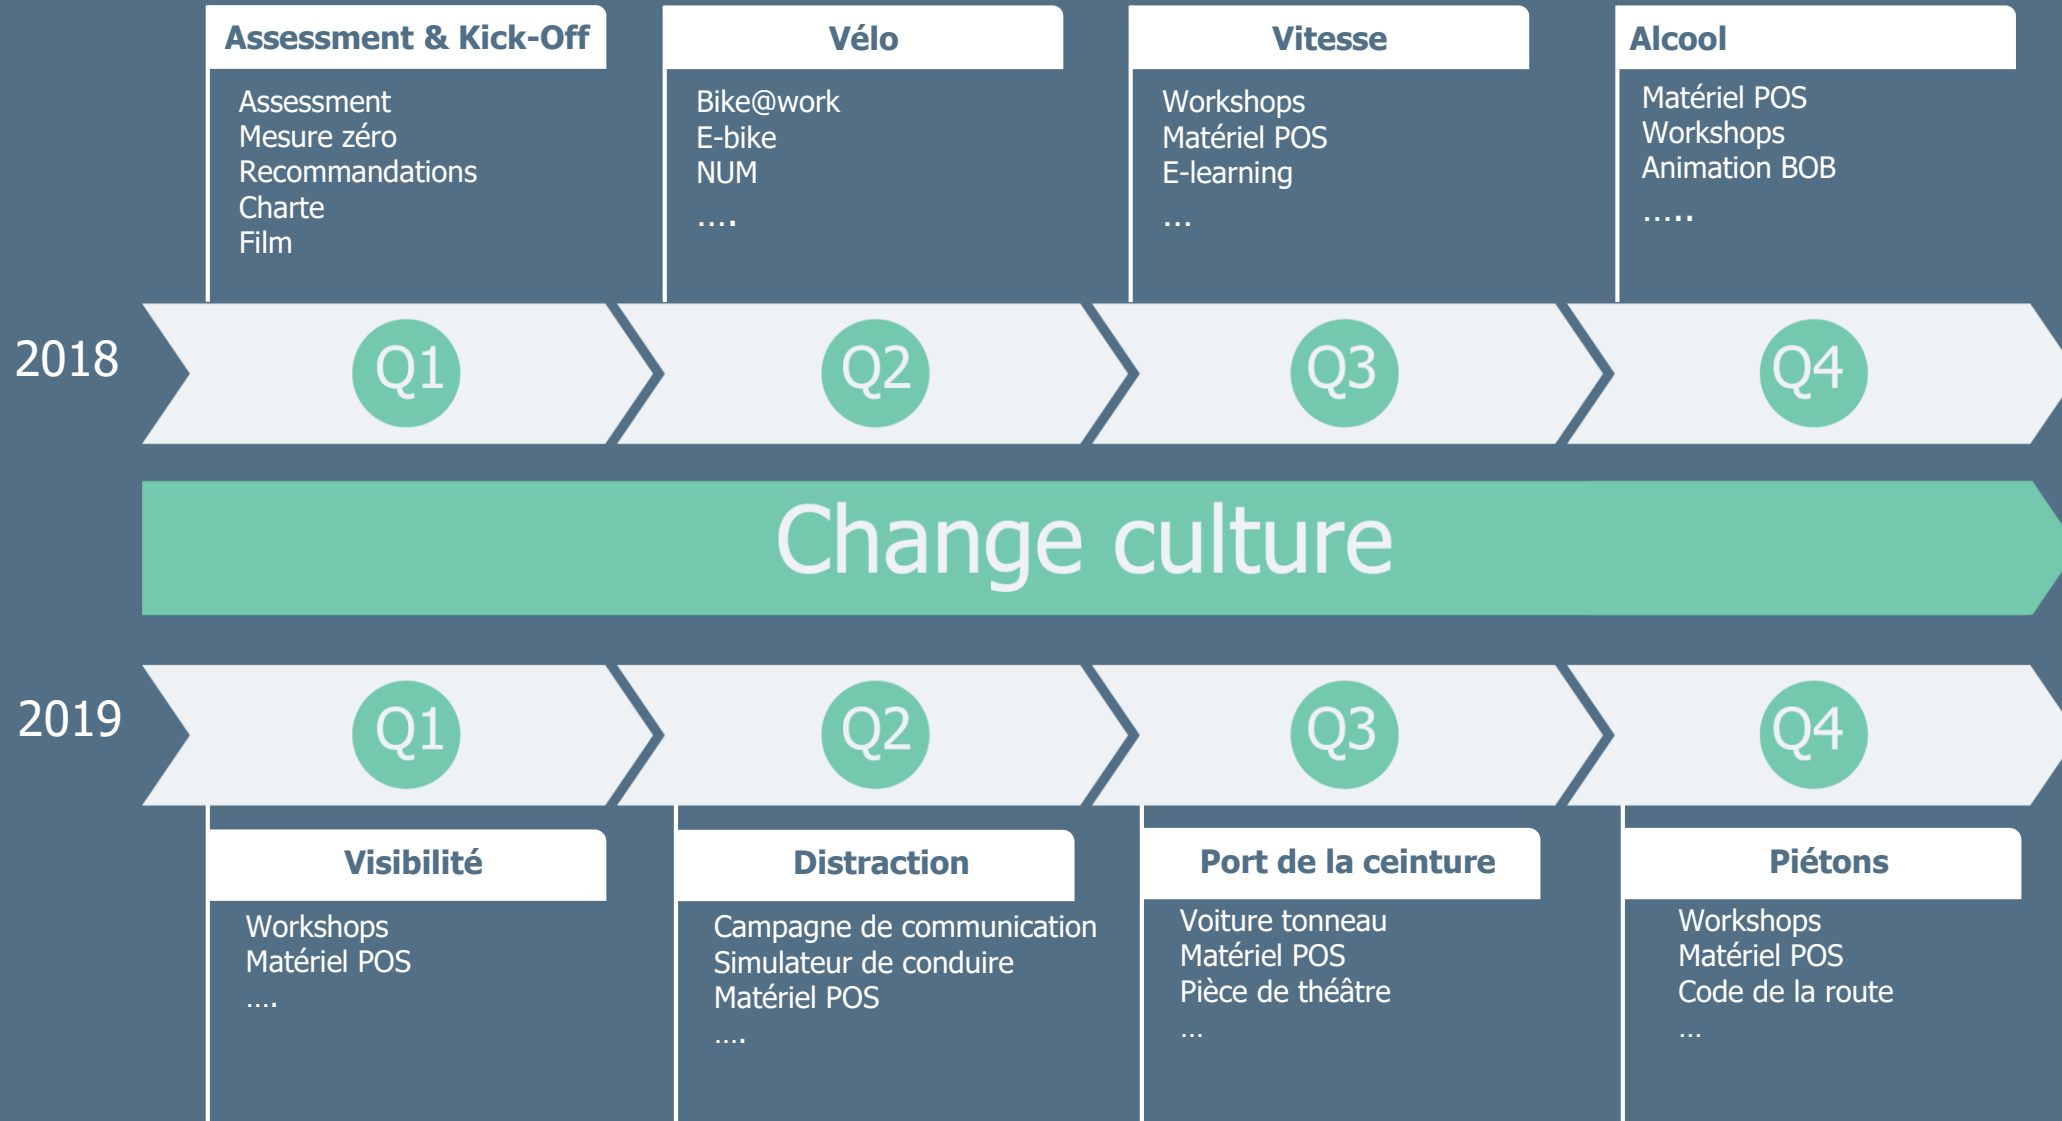 Assessment & Kick-Off
Assessment
Mesure zéro
Recommandations
Charte
Film
Vélo
Bike@work
E-bike
NUM
….
Vitesse
Workshops
Matériel POS
E-learning
…
Alcool
Matériel POS
Workshops
Animation BOB
…..
2018
Q1
Q2
Q3
Q4
Change culture
2019
Q1
Q2
Q3
Q4
Visibilité
Workshops
Matériel POS
….
Distraction
Campagne de communication
Simulateur de conduire
Matériel POS
….
Port de la ceinture
Voiture tonneau
Matériel POS
Pièce de théâtre
…
Piétons
Workshops
Matériel POS
Code de la route
…